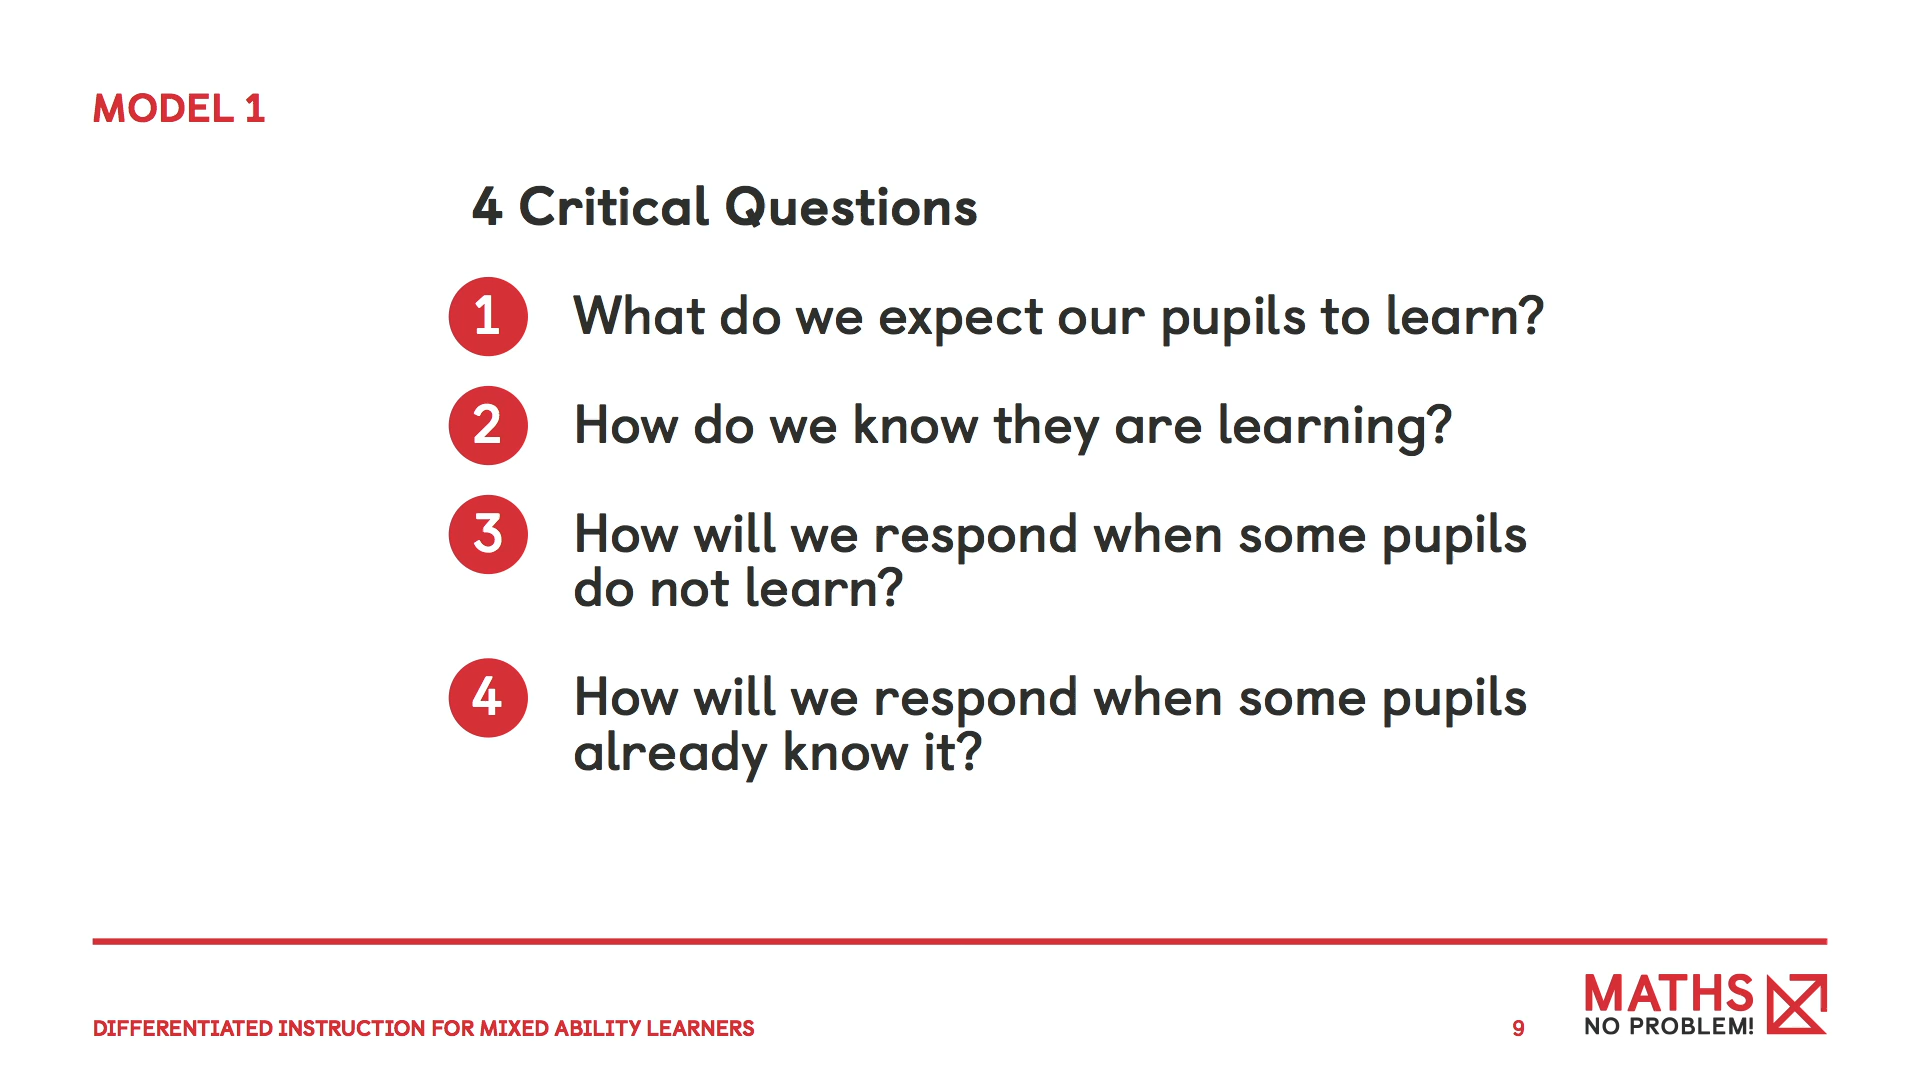 MODEL 1
4 Critical Questions
1 What do we expect our pupils to learn?
2 How do we know they are learning?
3 How will we respond when some pupils
do not learn?
4 How will we respond when some pupils
already know it?
DIFFERENTIATED INSTRUCTION FOR MIXED ABILITY LEARNERS
9
MATHS
NO PROBLEM!